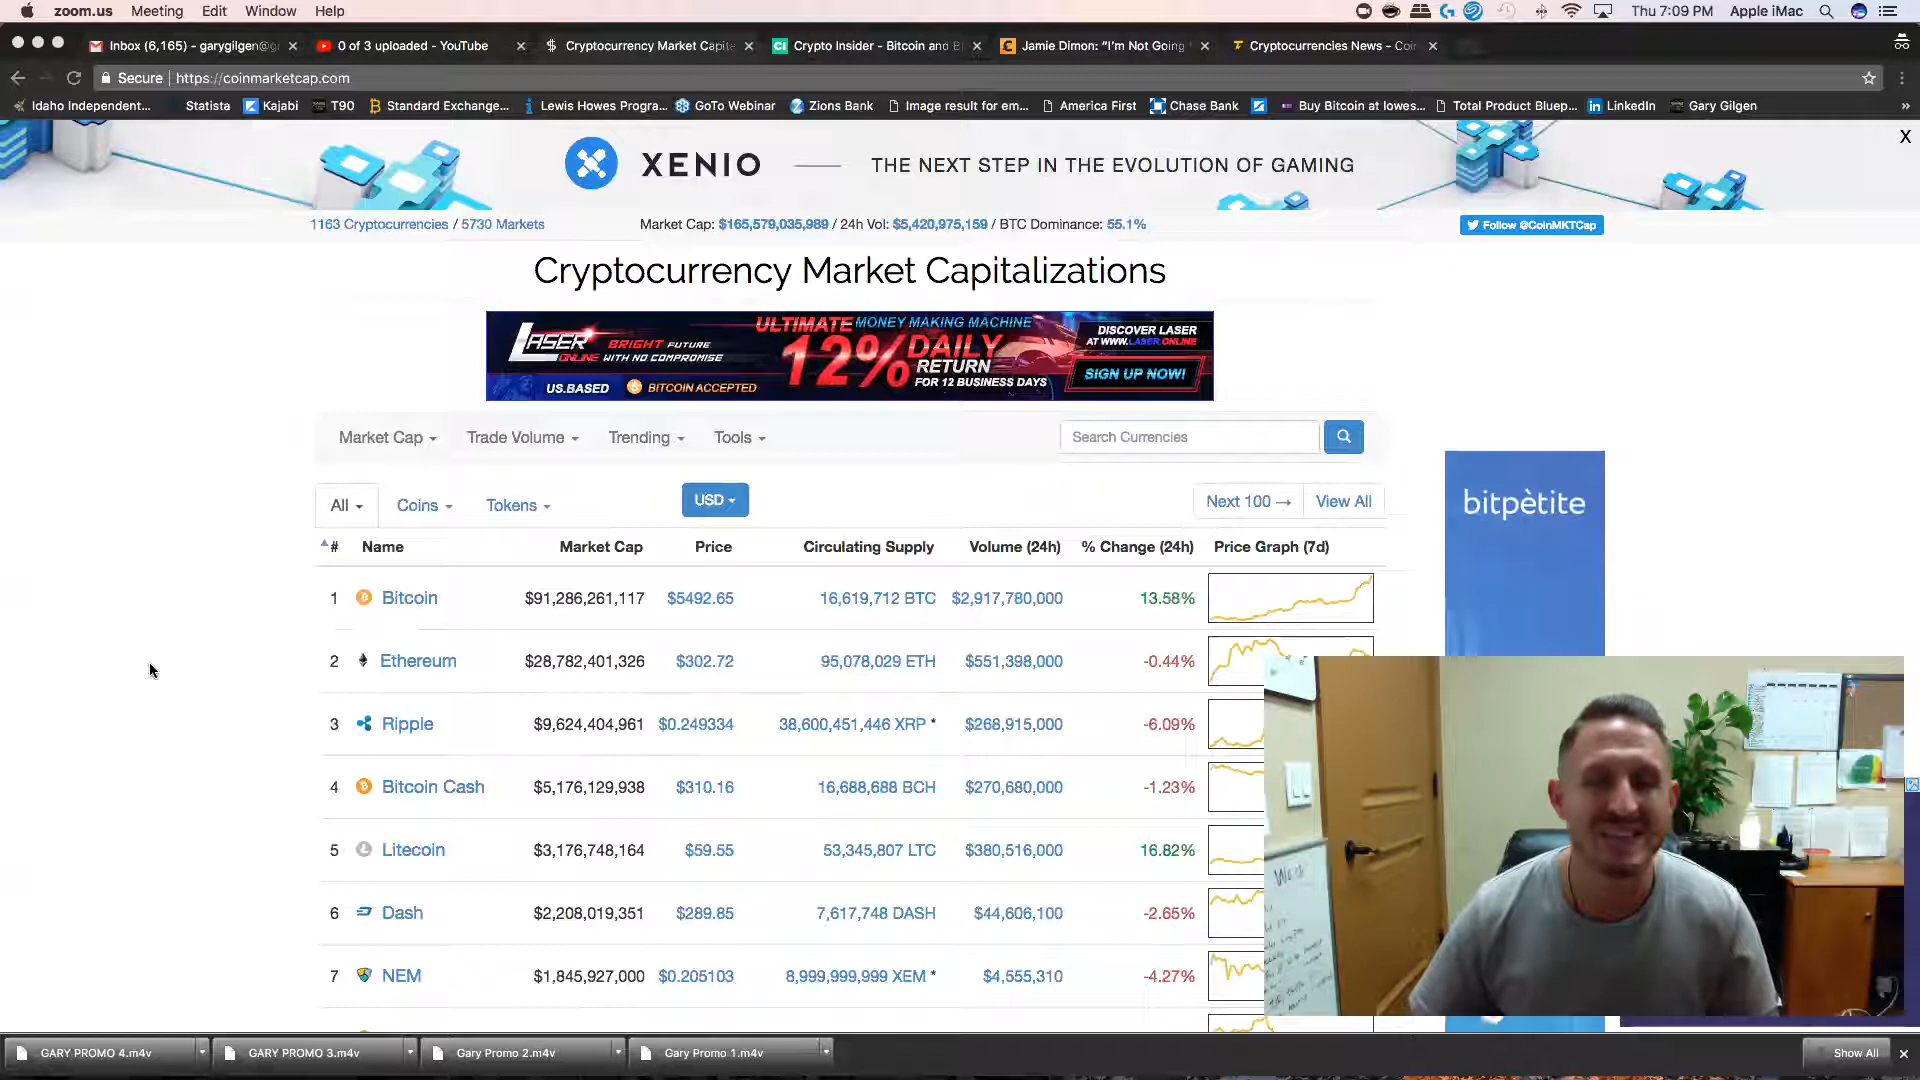 zoom.us Meeting Edit Window Help Thu 7:09 PM Apple iMac
Inbox (6,165) - garygilgen@g
0 of 3 uploaded - YouTube
Cryptocurrency Market Capit
Crypto Insider - Bitcoin and B
Jamie Dimon: "I'm Not Going
Cryptocurrencies News - Coi
Secure https://coinmarketcap.com
Idaho Independent... Statista Kajabi T90 Standard Exchange... Lewis Howes Progra... GoTo Webinar Zions Bank Image result for em... America First Chase Bank Buy Bitcoin at lowes... Total Product Bluep... LinkedIn Gary Gilgen
XENIO THE NEXT STEP IN THE EVOLUTION OF GAMING X
1163 Cryptocurrencies / 5730 Markets Market Cap: $165,579,035,989 / 24h Vol: $5,420,975,159 / BTC Dominance: 55.1% Follow @CoinMKTCap
Cryptocurrency Market Capitalizations
LASER ONLINE BRIGHT FUTURE WITH NO COMPROMISE
US.BASED BITCOIN ACCEPTED
ULTIMATE MONEY MAKING MACHINE
12% DAILY RETURN
FOR 12 BUSINESS DAYS
DISCOVER LASER
AT WWW.LASER.ONLINE
SIGN UP NOW!
Market Cap Trade Volume Trending Tools Search Currencies
All Coins Tokens USD Next 100 → View All
bitpètite
# Name Market Cap Price Circulating Supply Volume (24h) % Change (24h) Price Graph (7d)
1 Bitcoin $91,286,261,117 $5492.65 16,619,712 BTC $2,917,780,000 13.58%
2 Ethereum $28,782,401,326 $302.72 95,078,029 ETH $551,398,000 -0.44%
3 Ripple $9,624,404,961 $0.249334 38,600,451,446 XRP * $268,915,000 -6.09%
4 Bitcoin Cash $5,176,129,938 $310.16 16,688,688 BCH $270,680,000 -1.23%
5 Litecoin $3,176,748,164 $59.55 53,345,807 LTC $380,516,000 16.82%
6 Dash $2,208,019,351 $289.85 7,617,748 DASH $44,606,100 -2.65%
7 NEM $1,845,927,000 $0.205103 8,999,999,999 XEM * $4,555,310 -4.27%
GARY PROMO 4.m4v GARY PROMO 3.m4v Gary Promo 2.m4v Gary Promo 1.m4v Show All